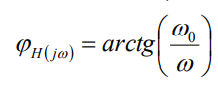 φ_{H(jω)} = arctg(ω₀/ω)